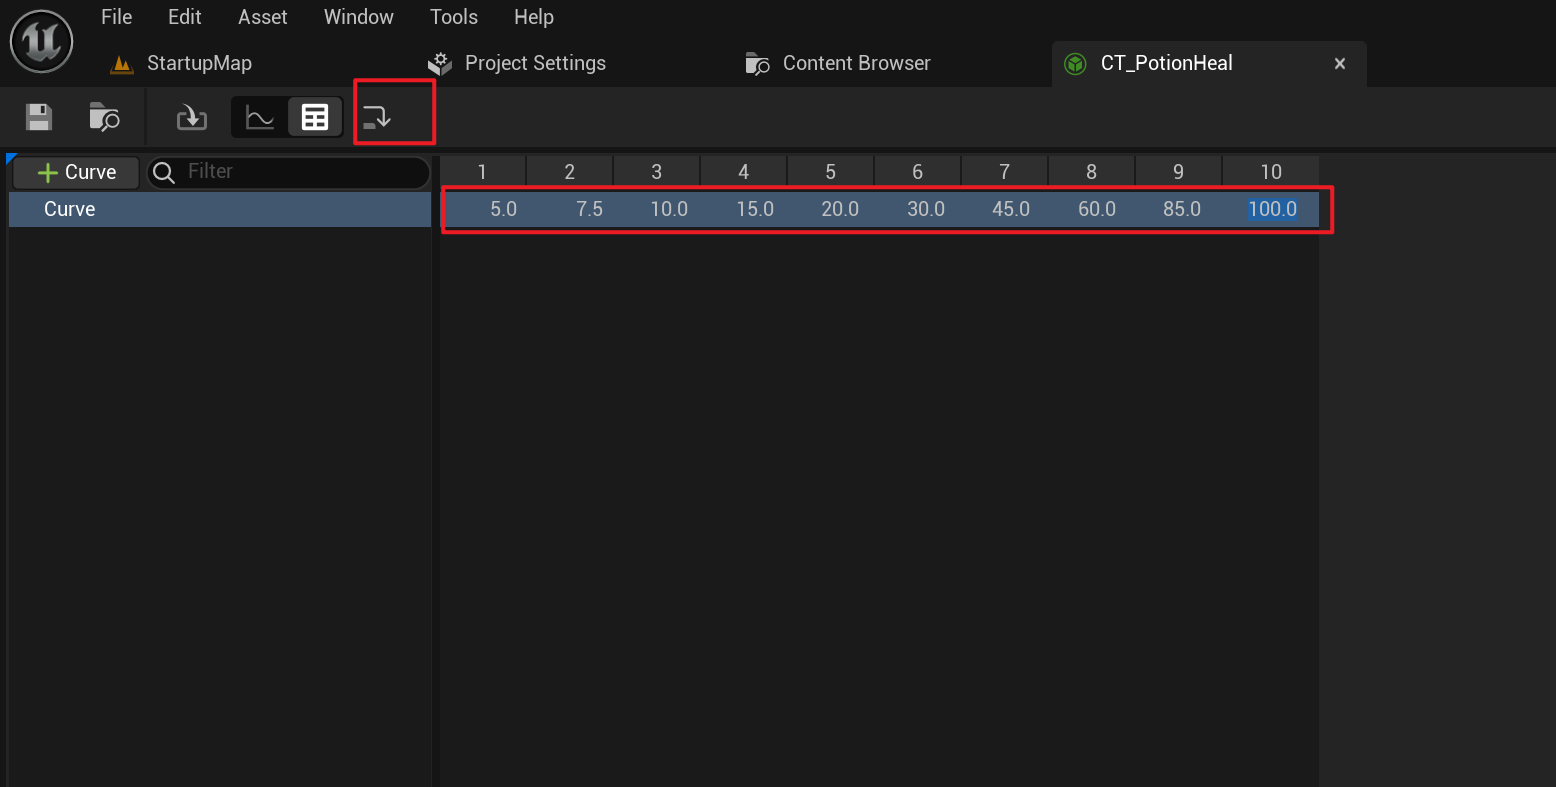 File Edit Asset Window Tools Help
StartupMap Project Settings Content Browser CT_PotionHeal
Curve Filter 1 2 3 4 5 6 7 8 9 10
Curve 5.0 7.5 10.0 15.0 20.0 30.0 45.0 60.0 85.0 100.0